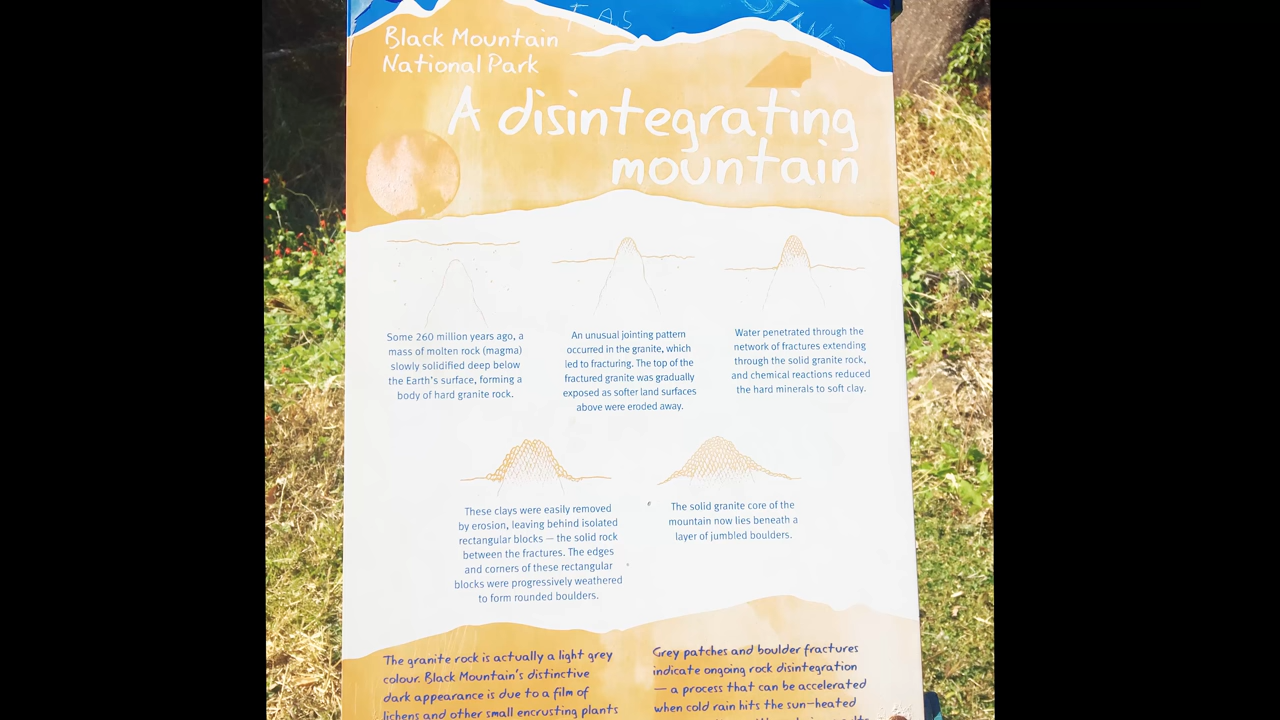 Black Mountain
National Park
A disintegrating
mountain
Some 260 million years ago, a
mass of molten rock (magma)
slowly solidified deep below
the Earth's surface, forming a
body of hard granite rock.
An unusual jointing pattern
occurred in the granite, which
led to fracturing. The top of the
fractured granite was gradually
exposed as softer land surfaces
above were eroded away.
Water penetrated through the
network of fractures extending
through the solid granite rock,
and chemical reactions reduced
the hard minerals to soft clay.
These clays were easily removed
by erosion, leaving behind isolated
rectangular blocks — the solid rock
between the fractures. The edges
and corners of these rectangular
blocks were progressively weathered
to form rounded boulders.
The solid granite core of the
mountain now lies beneath a
layer of jumbled boulders.
The granite rock is actually a light grey
colour. Black Mountain's distinctive
dark appearance is due to a film of
lichens and other small encrusting plants
Grey patches and boulder fractures
indicate ongoing rock disintegration
— a process that can be accelerated
when cold rain hits the sun-heated